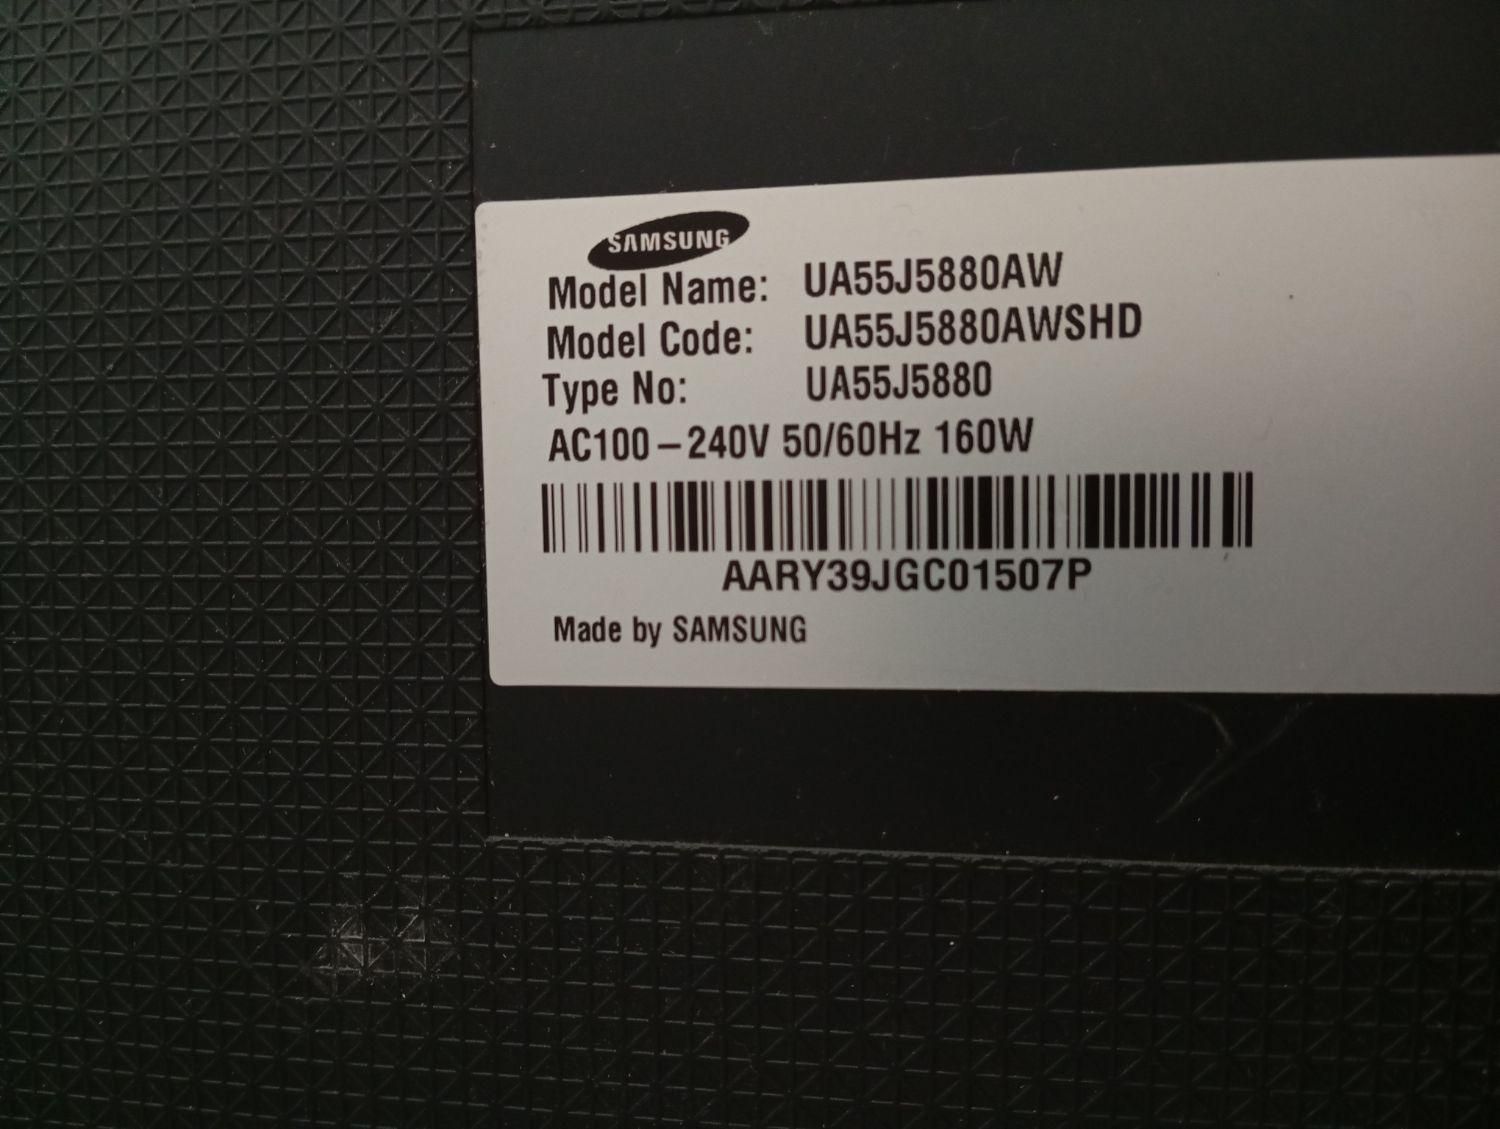 SAMSUNG
Model Name: UA55J5880AW
Model Code: UA55J5880AWSHD
Type No: UA55J5880
AC100–240V 50/60Hz 160W
AARY39JGC01507P
Made by SAMSUNG